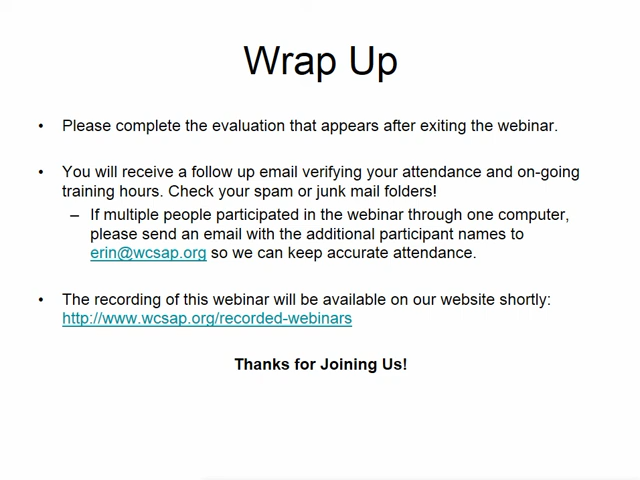 Wrap Up
• Please complete the evaluation that appears after exiting the webinar.
• You will receive a follow up email verifying your attendance and on-going
training hours. Check your spam or junk mail folders!
– If multiple people participated in the webinar through one computer,
please send an email with the additional participant names to
erin@wcsap.org so we can keep accurate attendance.
• The recording of this webinar will be available on our website shortly:
http://www.wcsap.org/recorded-webinars
Thanks for Joining Us!